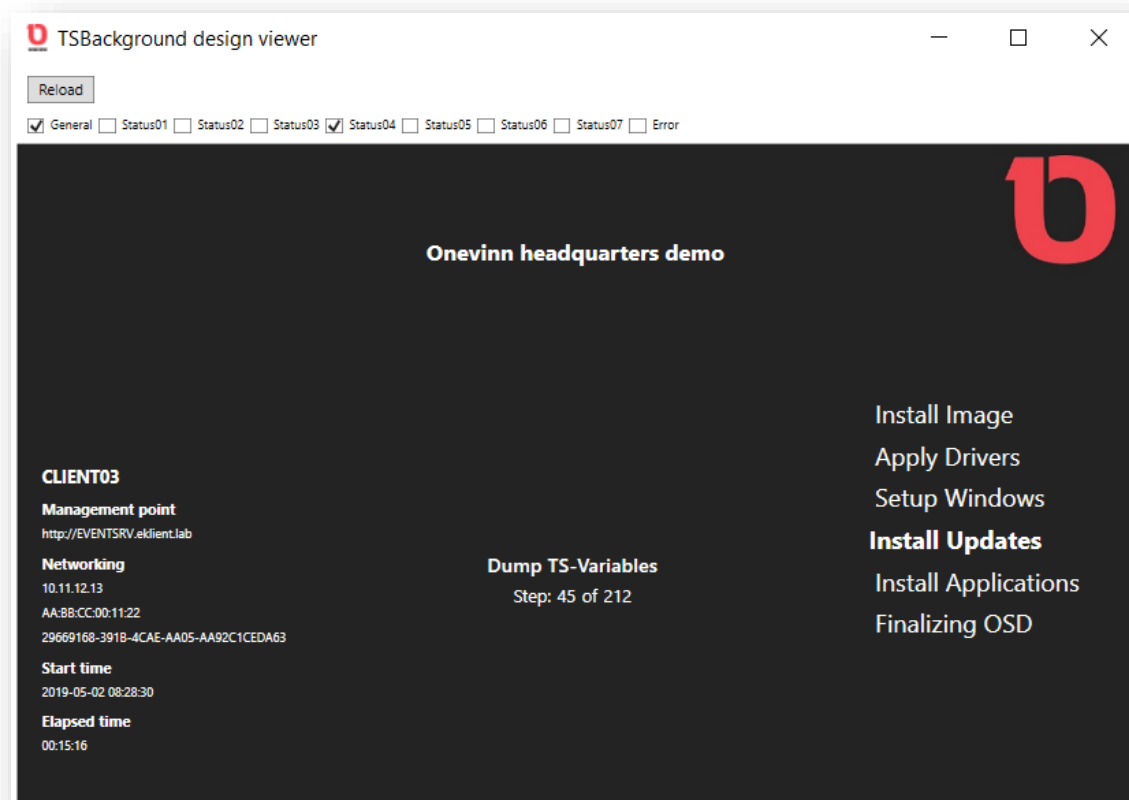 TSBackground design viewer
Reload
General Status01 Status02 Status03 Status04 Status05 Status06 Status07 Error
Onevinn headquarters demo
CLIENT03
Management point
http://EVENTSRV.eklient.lab
Networking
10.11.12.13
AA:BB:CC:00:11:22
29669168-391B-4CAE-AA05-AA92C1CEDA63
Start time
2019-05-02 08:28:30
Elapsed time
00:15:16
Dump TS-Variables
Step: 45 of 212
Install Image
Apply Drivers
Setup Windows
Install Updates
Install Applications
Finalizing OSD